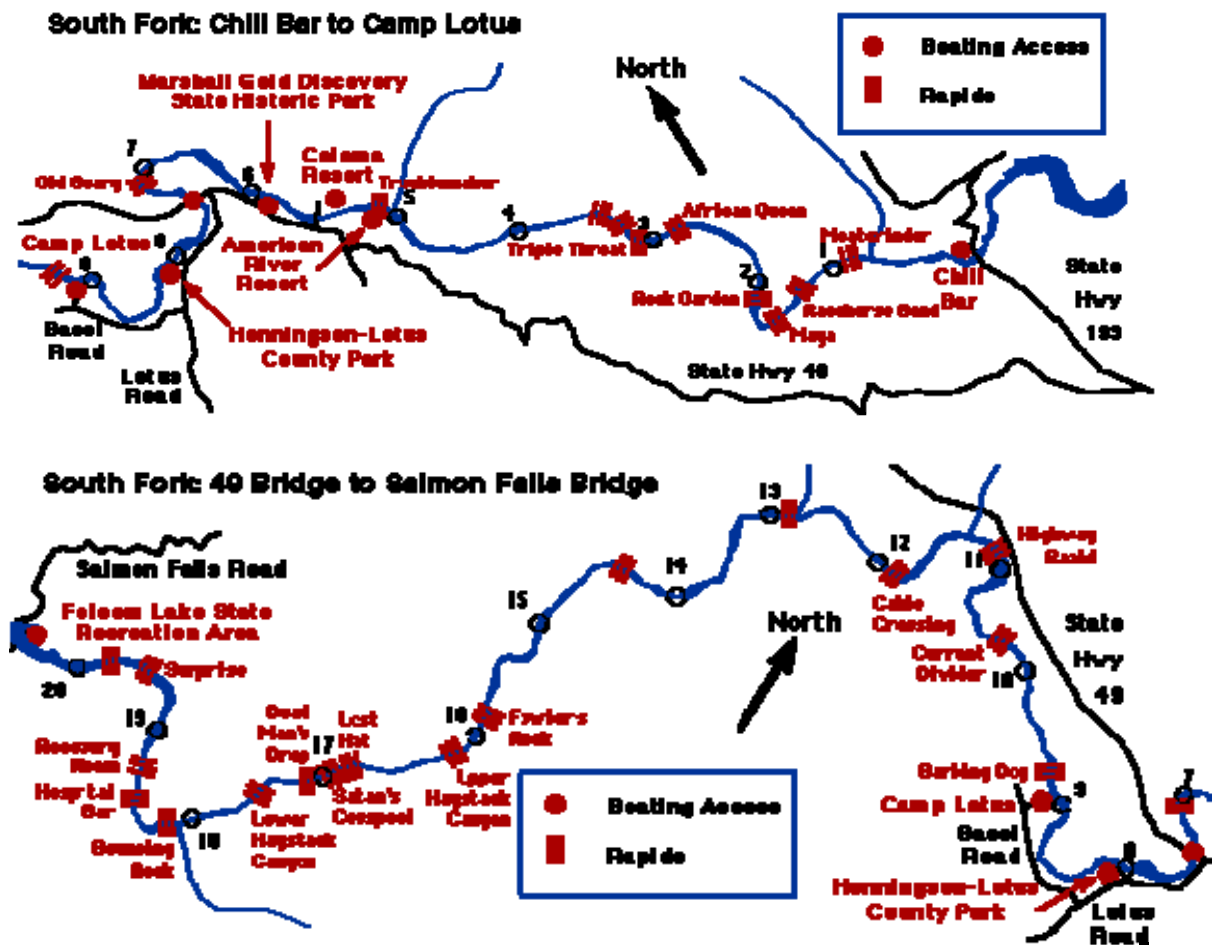 South Fork: Chili Bar to Camp Lotus
Boating Access
Rapids
North
Marshall Gold Discovery
State Historic Park
7
6
Coloma
Resort
Troublemaker
5
4
3
African Queen
Triple Threat
Meatgrinder
1
2
Rock Garden
Racehorse Bend
Maya
Chili
Bar
State
Hwy
193
Old Scary
Camp Lotus
8
9
American
River
Resort
Bassi
Road
Lotus
Road
Henningson-Lotus
County Park
State Hwy 49
South Fork: 49 Bridge to Salmon Falls Bridge
Salmon Falls Road
Folsom Lake State
Recreation Area
20
Surprise
19
Recovery
Room
Hospital
Bar
Bouncing
Rock
18
Lower
Haystack
Canyon
Dead
Man's
Drop
17
Lost
Hat
Satan's
Cesspool
16
Fowler's
Rock
Upper
Haystack
Canyon
15
14
13
12
Cable
Crossing
North
11
Highway
Rapid
Current
Divider
10
State
Hwy
49
Barking Dog
Camp Lotus
9
Bassi
Road
7
8
Henningson-Lotus
County Park
Lotus
Road
Boating Access
Rapids